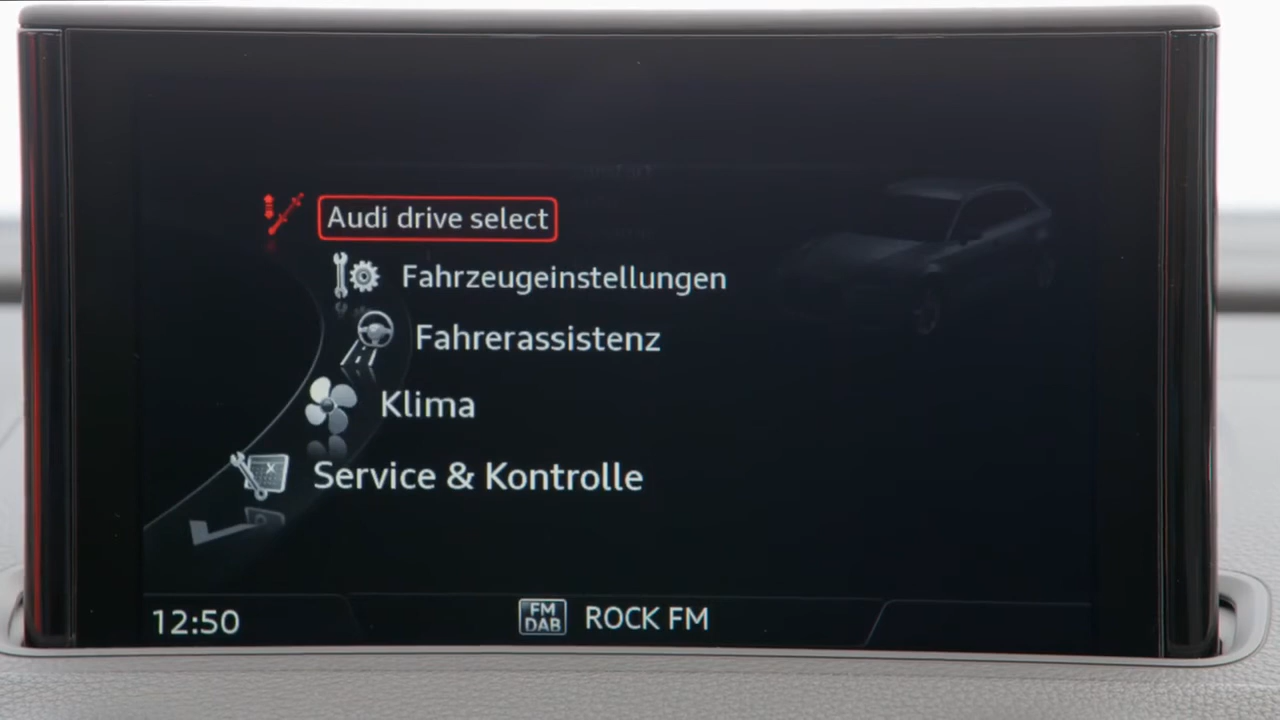 Audi drive select
Fahrzeugeinstellungen
Fahrerassistenz
Klima
Service & Kontrolle
12:50
FM
DAB
ROCK FM